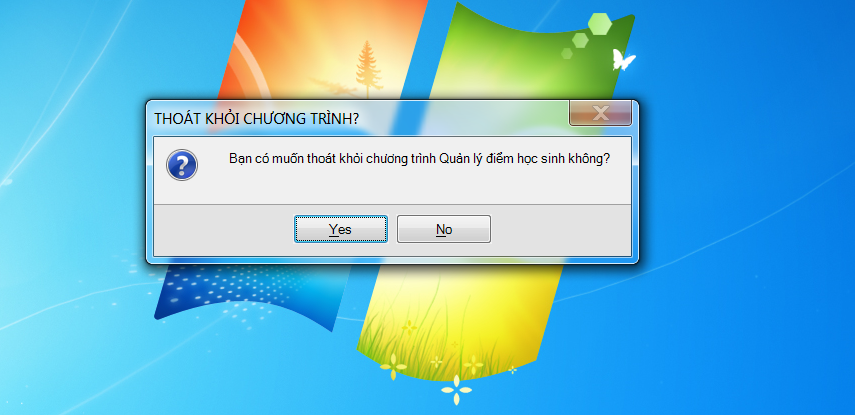 THOÁT KHỎI CHƯƠNG TRÌNH?
Bạn có muốn thoát khỏi chương trình Quản lý điểm học sinh không?
Yes
No